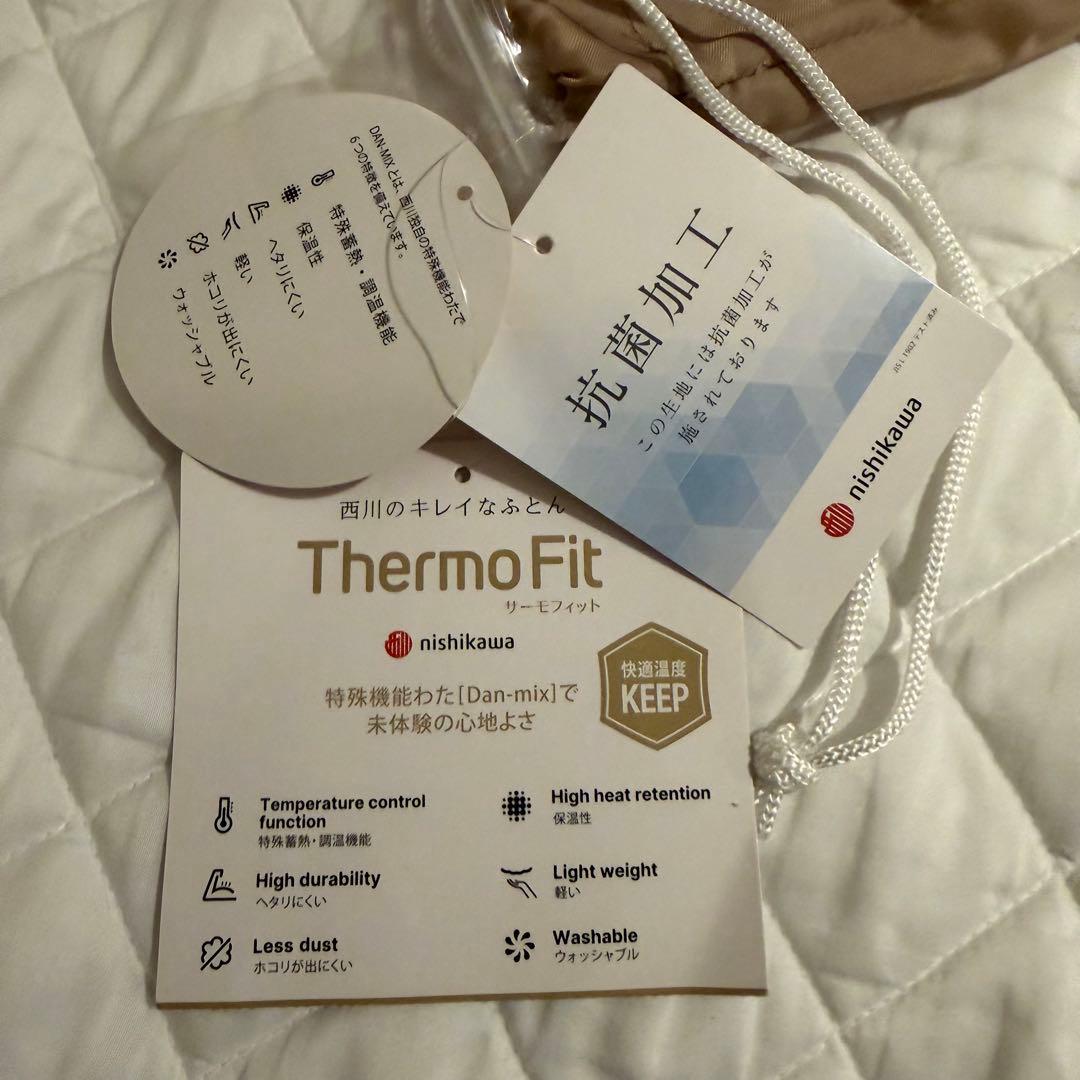 DAN-MIXとは、西川独自の特殊機能わたで
6つの特徴を備えています。
特殊蓄熱・調温機能
保温性
ヘタリにくい
軽い
ホコリが出にくい
ウォッシャブル
抗菌加工
この生地には抗菌加工が
施されております
JIS L 1902 テスト済み
nishikawa
西川のキレイなふとん
ThermoFit
サーモフィット
nishikawa
特殊機能わた[Dan-mix]で
未体験の心地よさ
快適温度
KEEP
Temperature control
function
特殊蓄熱・調温機能
High heat retention
保温性
High durability
ヘタリにくい
Light weight
軽い
Less dust
ホコリが出にくい
Washable
ウォッシャブル